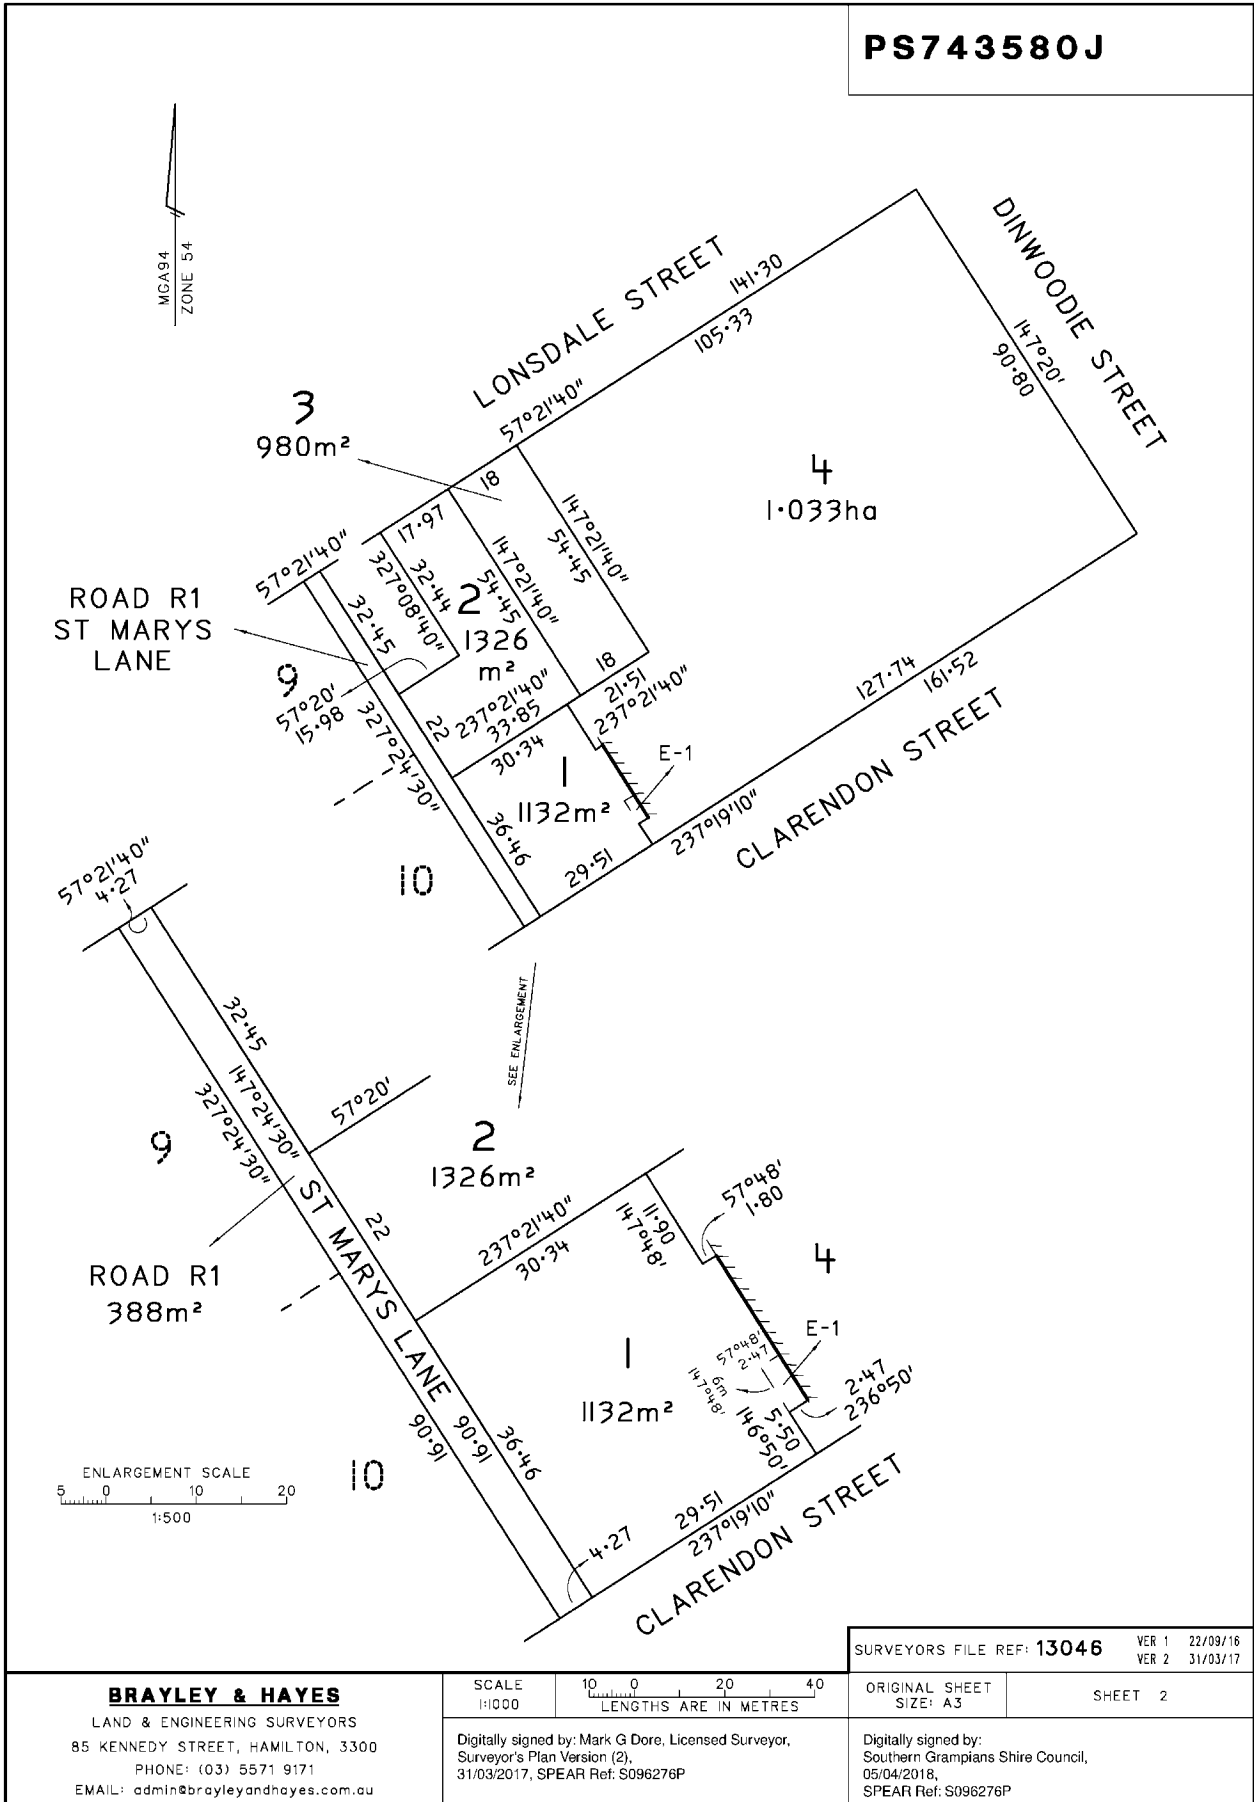 PS743580J
MGA94
ZONE 54
LONSDALE STREET
DINWOODIE STREET
141·30
105·33
57°21'40"
147°20'
90·80
3
980m²
18
17·97
4
1·033ha
147°21'40"
54·45
147°21'40"
54·45
327°08'40"
32·44
57°21'40"
ROAD R1
ST MARYS
LANE
32·45
2
1326
m²
9
57°20'
15·98
327°24'30"
22
237°21'40"
33·85
18
21·51
237°21'40"
30·34
127·74
161·52
E-1
1
1132m²
36·46
237°19'10"
CLARENDON STREET
29·51
10
57°21'40"
4·27
SEE ENLARGEMENT
32·45
147°24'30"
327°24'30"
57°20'
9
2
1326m²
22
ST MARYS LANE
ROAD R1
388m²
237°21'40"
30·34
11·90
147°48'
57°48'
1·80
4
E-1
57°48'
2·47
6m
147°48'
2·47
236°50'
1
1132m²
5·50
146°50'
90·91
90·91
36·46
10
29·51
237°19'10"
4·27
CLARENDON STREET
ENLARGEMENT SCALE
5 0 10 20
1:500
SURVEYORS FILE REF: 13046
VER 1 22/09/16
VER 2 31/03/17
BRAYLEY & HAYES
LAND & ENGINEERING SURVEYORS
85 KENNEDY STREET, HAMILTON, 3300
PHONE: (03) 5571 9171
EMAIL: admin@brayleyandhayes.com.au
SCALE
1:1000
10 0 20 40
LENGTHS ARE IN METRES
ORIGINAL SHEET
SIZE: A3
SHEET 2
Digitally signed by: Mark G Dore, Licensed Surveyor,
Surveyor's Plan Version (2),
31/03/2017, SPEAR Ref: S096276P
Digitally signed by:
Southern Grampians Shire Council,
05/04/2018,
SPEAR Ref: S096276P